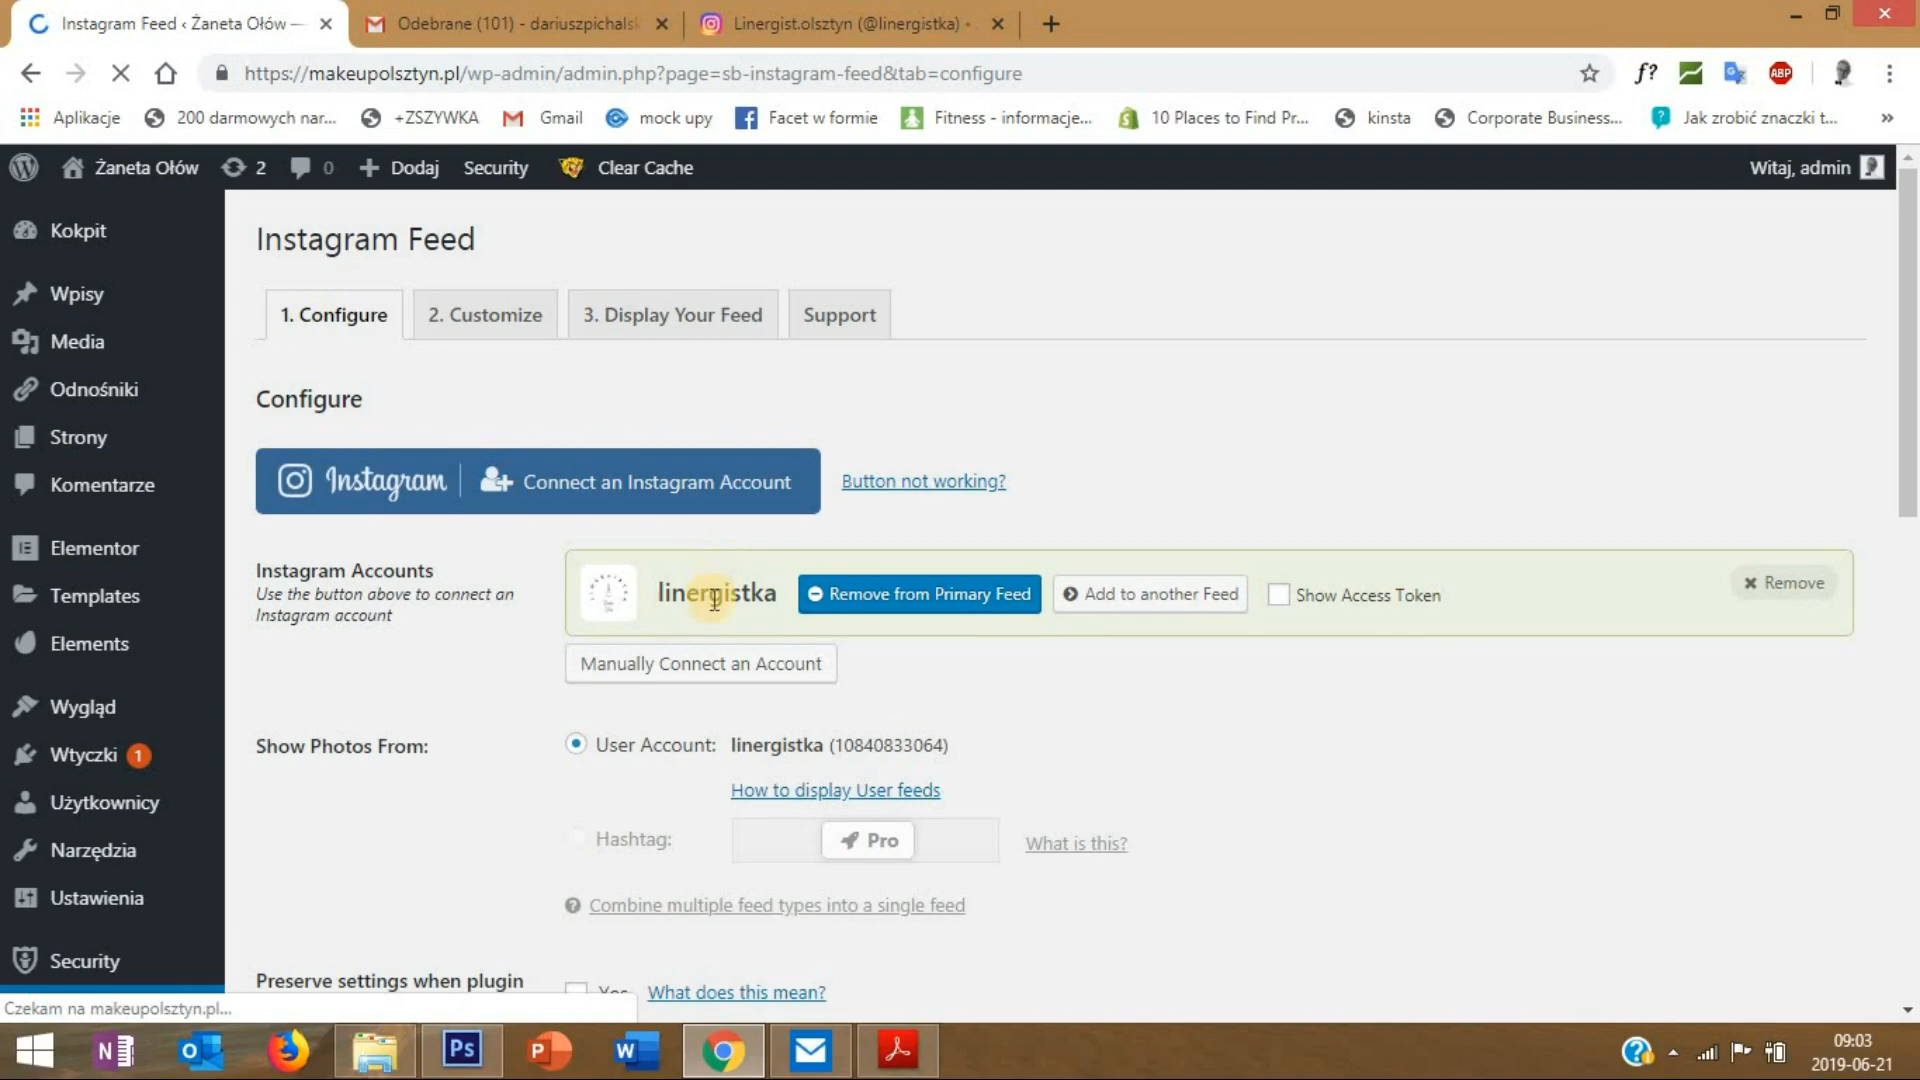 Instagram Feed ‹ Żaneta Ołów —
Odebrane (101) - dariuszpichalsk
Linergist.olsztyn (@linergistka) •
https://makeupolsztyn.pl/wp-admin/admin.php?page=sb-instagram-feed&tab=configure
f?
ABP
Aplikacje
200 darmowych nar...
+ZSZYWKA
Gmail
mock upy
Facet w formie
Fitness - informacje...
10 Places to Find Pr...
kinsta
Corporate Business...
Jak zrobić znaczki t...
»
Żaneta Ołów
2
0
Dodaj
Security
Clear Cache
Witaj, admin
Kokpit
Wpisy
Media
Odnośniki
Strony
Komentarze
Elementor
Templates
Elements
Wygląd
Wtyczki 1
Użytkownicy
Narzędzia
Ustawienia
Security
Instagram Feed
1. Configure
2. Customize
3. Display Your Feed
Support
Configure
Instagram
Connect an Instagram Account
Button not working?
Instagram Accounts
Use the button above to connect an
Instagram account
linergistka
Remove from Primary Feed
Add to another Feed
Show Access Token
Remove
Manually Connect an Account
Show Photos From:
User Account: linergistka (10840833064)
How to display User feeds
Hashtag:
Pro
What is this?
Combine multiple feed types into a single feed
Preserve settings when plugin
Yes
What does this mean?
Czekam na makeupolsztyn.pl...
09:03
2019-06-21